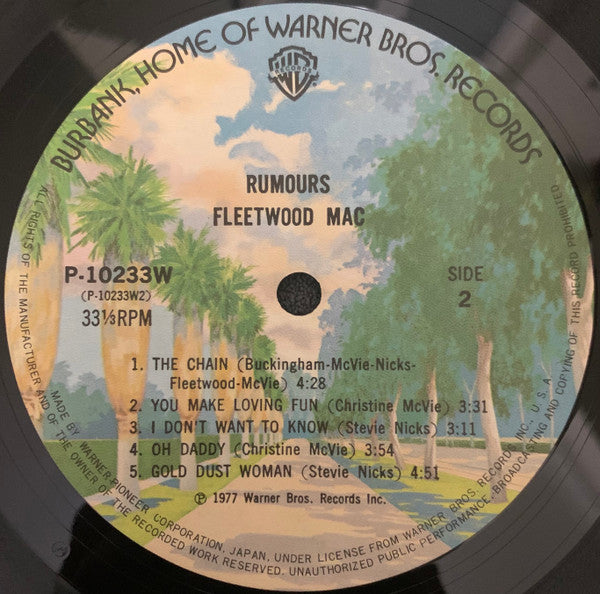 BURBANK, HOME OF WARNER BROS. RECORDS
RECORDS
RUMOURS
FLEETWOOD MAC
P-10233W
(P-10233W2)
33⅓RPM
SIDE
2
1. THE CHAIN (Buckingham-McVie-Nicks-
Fleetwood-McVie) 4:28
2. YOU MAKE LOVING FUN (Christine McVie) 3:31
3. I DON'T WANT TO KNOW (Stevie Nicks) 3:11
4. OH DADDY (Christine McVie) 3:54
5. GOLD DUST WOMAN (Stevie Nicks) 4:51
℗ 1977 Warner Bros. Records Inc.
MADE BY WARNER-PIONEER CORPORATION, JAPAN, UNDER LICENSE FROM WARNER BROS. RECORDS INC., U.S.A.
ALL RIGHTS OF THE MANUFACTURER AND OF THE OWNER OF THE RECORDED WORK RESERVED. UNAUTHORIZED PUBLIC PERFORMANCE, BROADCASTING AND COPYING OF THIS RECORD PROHIBITED